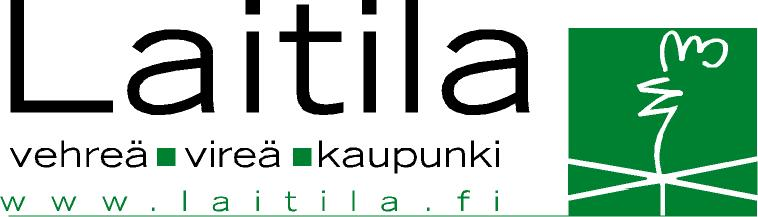 Laitila
vehreä ■ vireä ■ kaupunki
www.laitila.fi